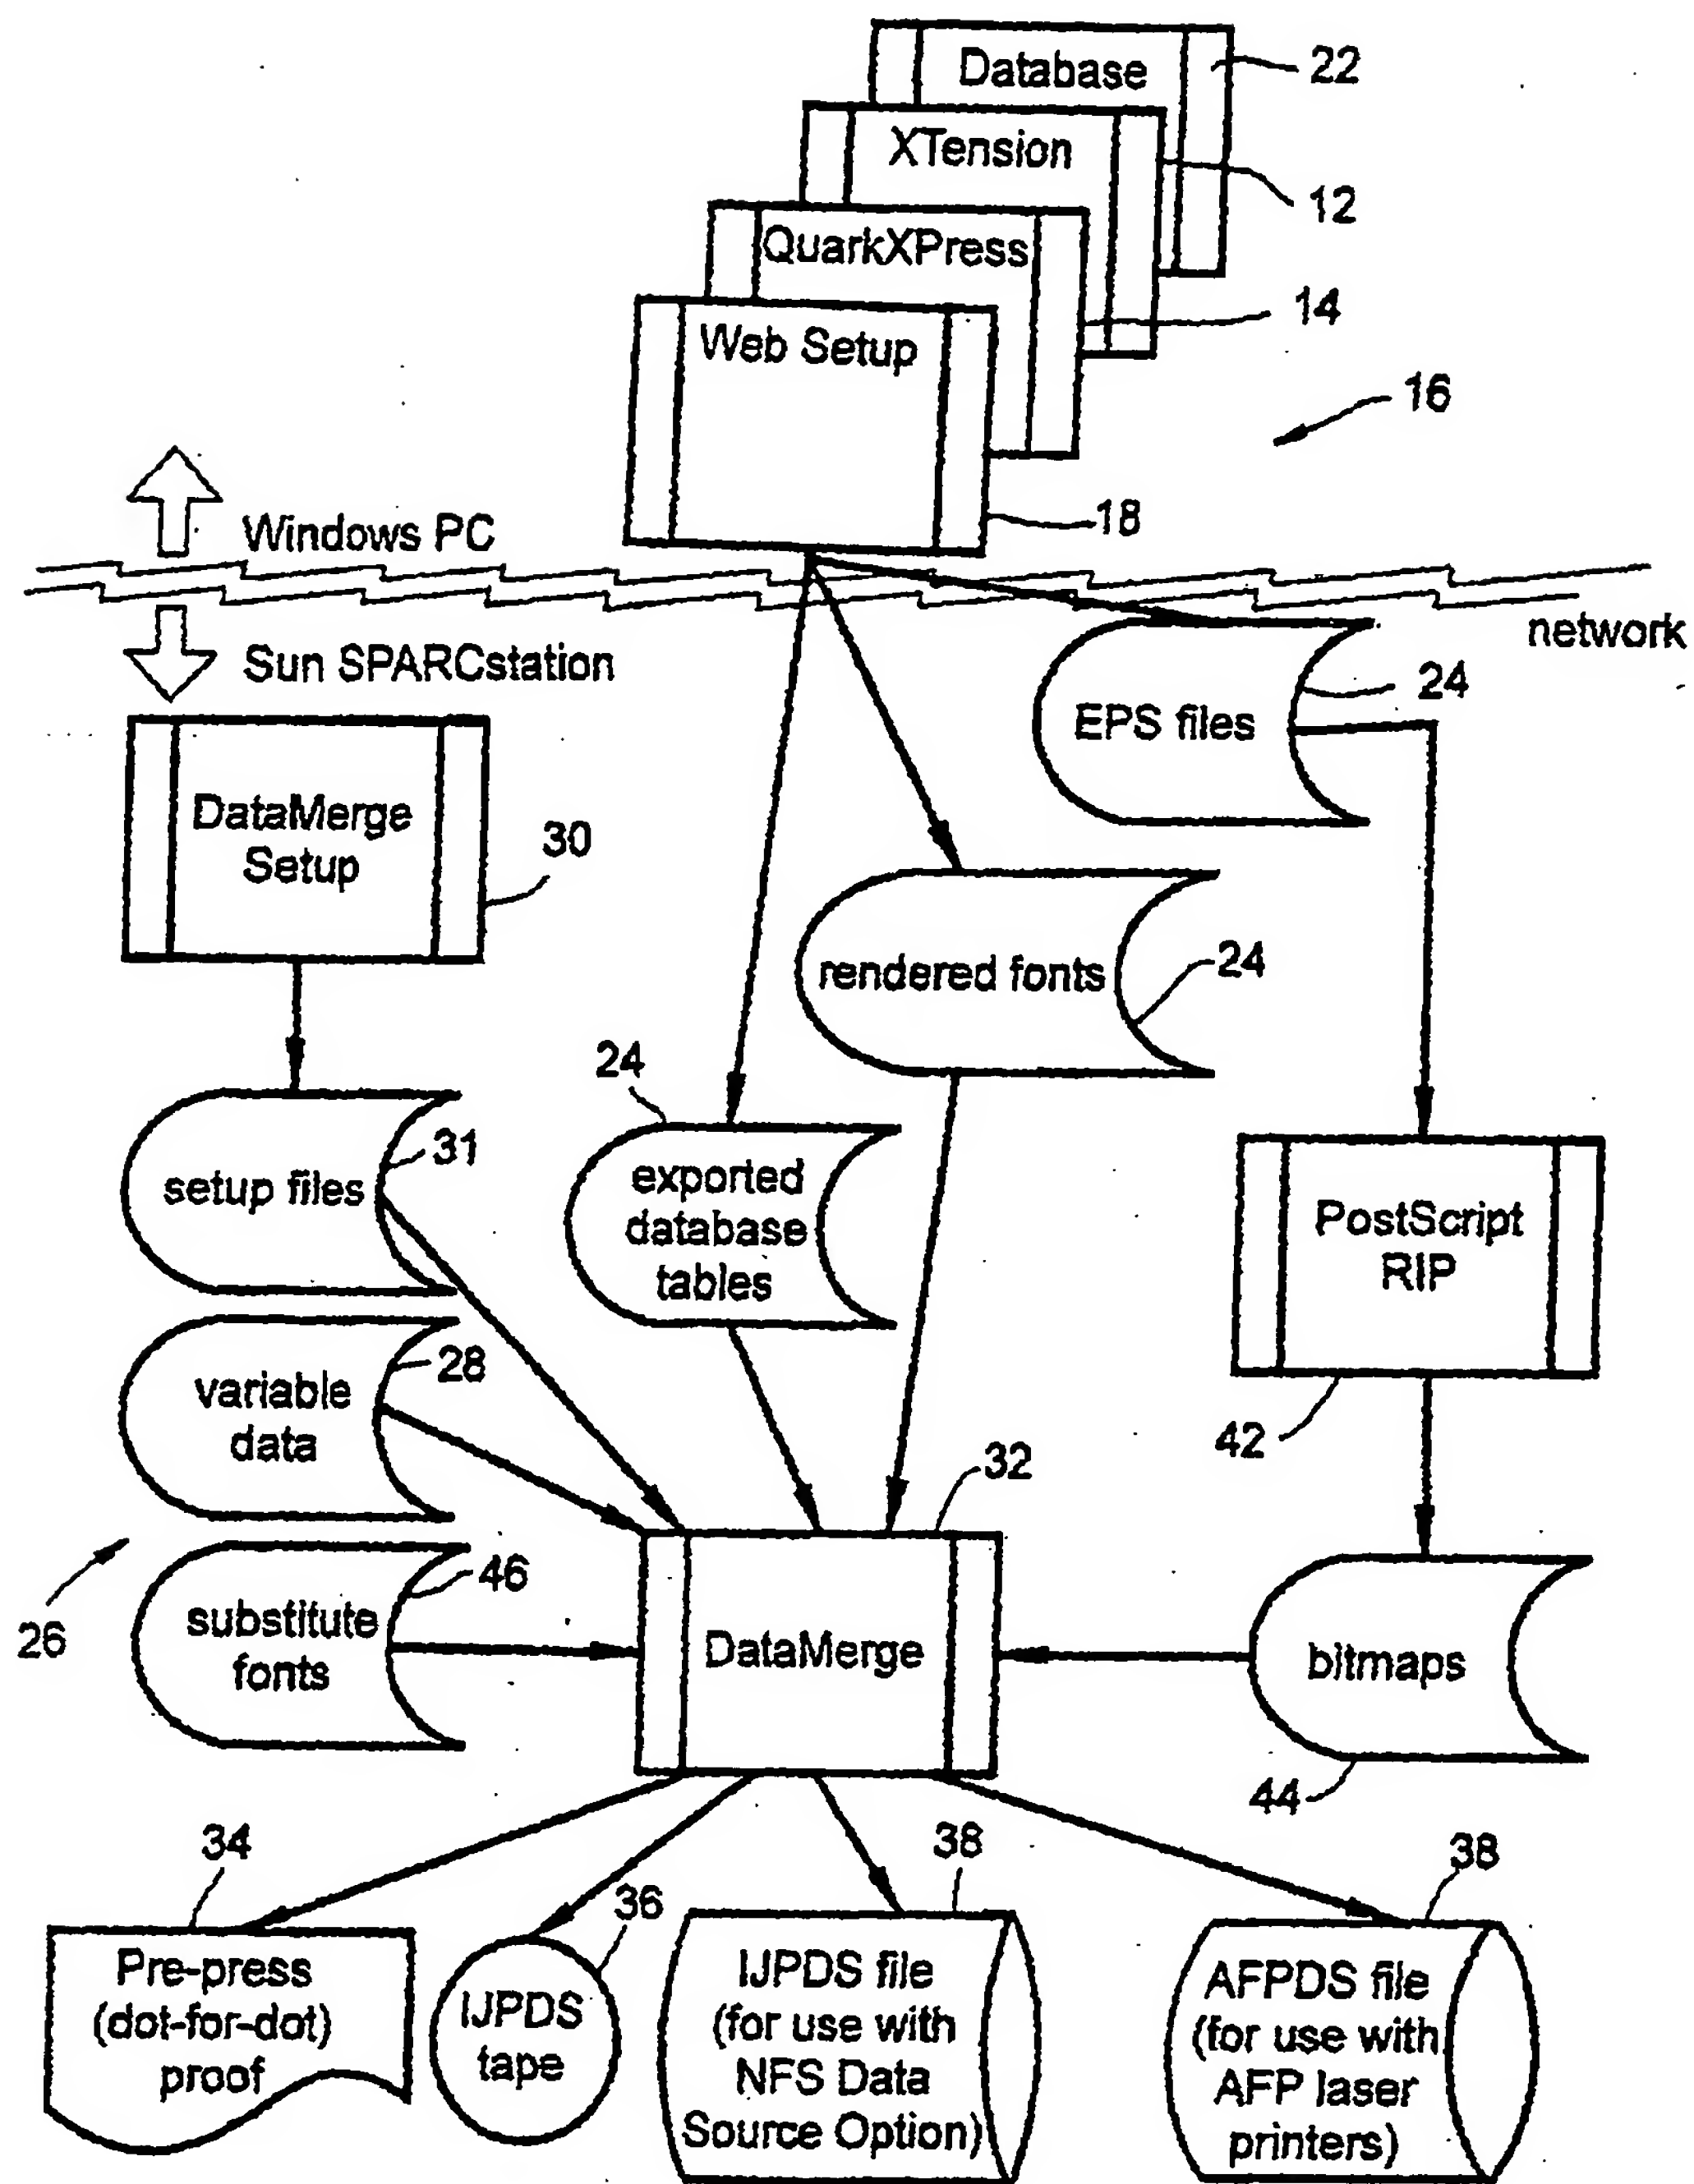 Database
22
XTension
12
QuarkXPress
14
Web Setup
16
18
Windows PC
network
Sun SPARCstation
24
EPS files
DataMerge
Setup
30
rendered fonts
24
24
setup files
31
exported
database
tables
PostScript
RIP
42
variable
data
28
32
26
substitute
fonts
46
DataMerge
bitmaps
44
34
36
38
38
Pre-press
(dot-for-dot)
proof
IJPDS
tape
IJPDS file
(for use with
NFS Data
Source Option)
AFPDS file
(for use with
AFP laser
printers)